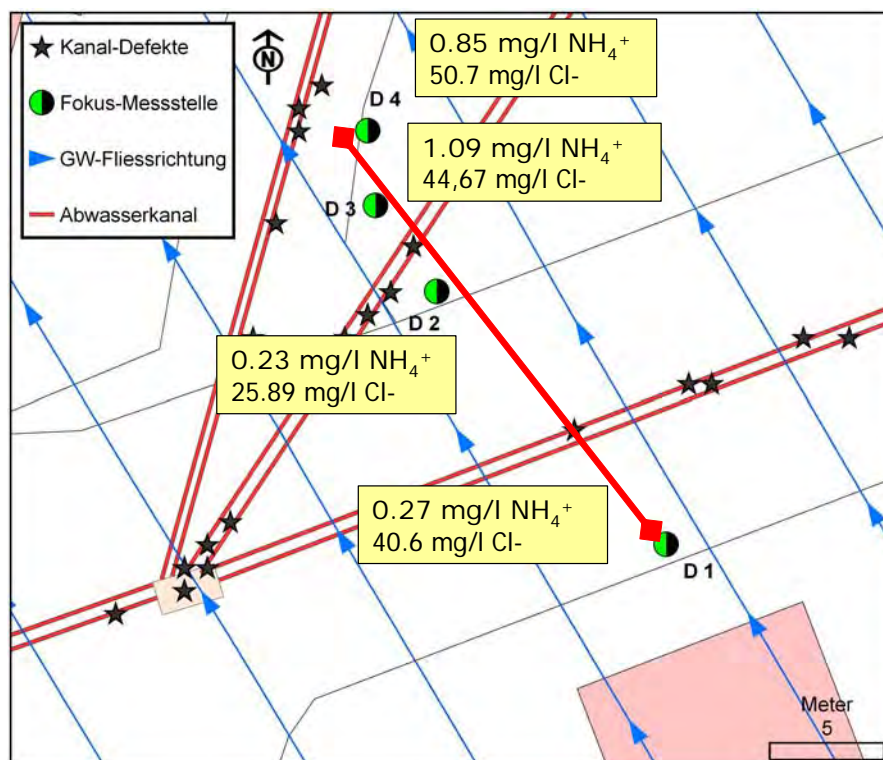 Kanal-Defekte
Fokus-Messstelle
GW-Fliessrichtung
Abwasserkanal
N
0.85 mg/l NH₄⁺
50.7 mg/l Cl-
D 4
1.09 mg/l NH₄⁺
44,67 mg/l Cl-
D 3
D 2
0.23 mg/l NH₄⁺
25.89 mg/l Cl-
0.27 mg/l NH₄⁺
40.6 mg/l Cl-
D 1
Meter
5